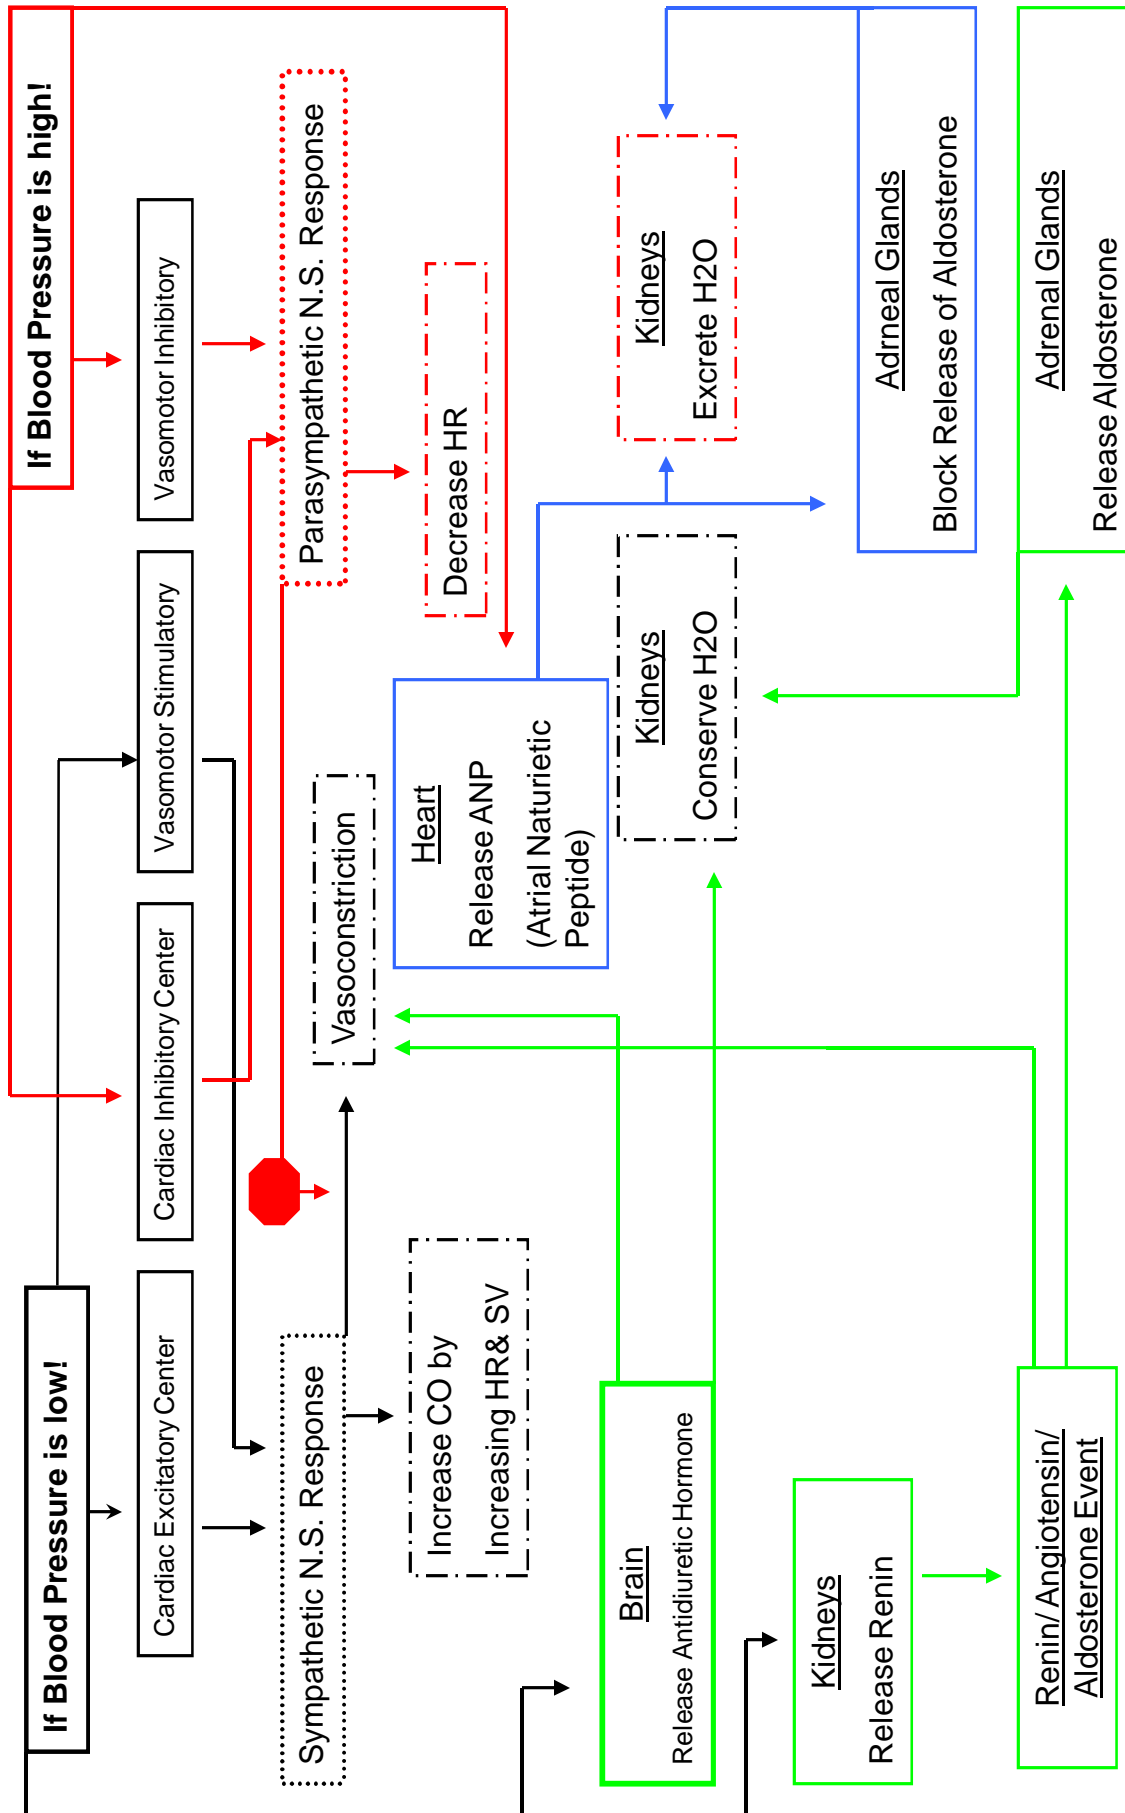 If Blood Pressure is low!
If Blood Pressure is high!
Cardiac Excitatory Center
Cardiac Inhibitory Center
Vasomotor Stimulatory
Vasomotor Inhibitory
Sympathetic N.S. Response
Parasympathetic N.S. Response
Vasoconstriction
Increase CO by
Increasing HR& SV
Decrease HR
Heart
Release ANP
(Atrial Naturietic
Peptide)
Brain
Release Antidiuretic Hormone
Kidneys
Conserve H2O
Kidneys
Excrete H2O
Kidneys
Release Renin
Adrneal Glands
Block Release of Aldosterone
Renin/ Angiotensin/
Aldosterone Event
Adrenal Glands
Release Aldosterone